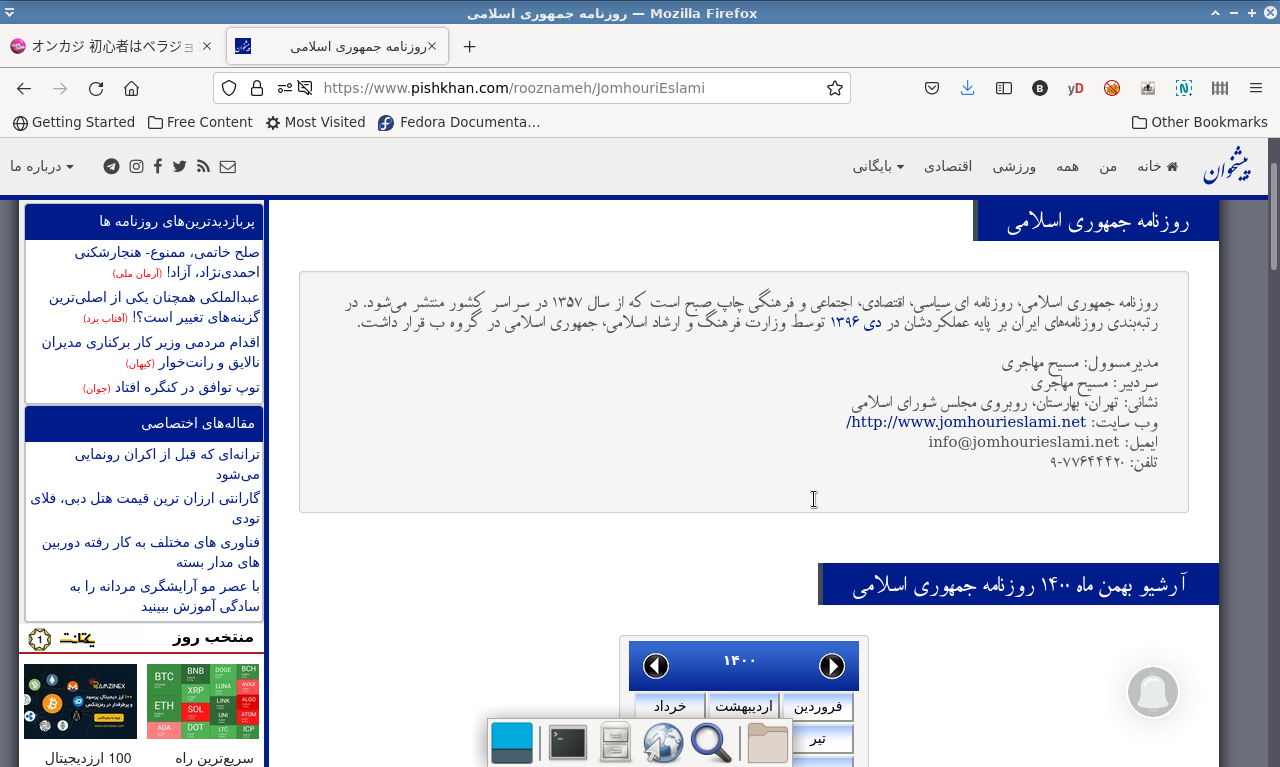 روزنامه جمهوری اسلامی — Mozilla Firefox
オンカジ 初心者はベラジョ
روزنامه جمهوری اسلامی
https://www.pishkhan.com/rooznameh/JomhouriEslami
Getting Started
Free Content
Most Visited
Fedora Documenta…
Other Bookmarks
پیشخوان
خانه
من
همه
ورزشی
اقتصادی
بایگانی
درباره ما
روزنامه جمهوری اسلامی
روزنامه جمهوری اسلامی، روزنامه ای سیاسی، اقتصادی، اجتماعی و فرهنگی چاپ صبح است که از سال ۱۳۵۷ در سراسر کشور منتشر می‌شود. در
رتبه‌بندی روزنامه‌های ایران بر پایه عملکردشان در دی ۱۳۹۶ توسط وزارت فرهنگ و ارشاد اسلامی، جمهوری اسلامی در گروه ب قرار داشت.
مدیرمسوول: مسیح مهاجری
سردبیر: مسیح مهاجری
نشانی: تهران، بهارستان، روبروی مجلس شورای اسلامی
وب سایت: http://www.jomhourieslami.net/
ایمیل: info@jomhourieslami.net
تلفن: ۷۷۶۴۴۴۲۰-۹
آرشیو بهمن ماه ۱۴۰۰ روزنامه جمهوری اسلامی
۱۴۰۰
فروردین
اردیبهشت
خرداد
تیر
پربازدیدترین‌های روزنامه ها
صلح خاتمی، ممنوع- هنجارشکنی
احمدی‌نژاد، آزاد! (آرمان ملی)
عبدالملکی همچنان یکی از اصلی‌ترین
گزینه‌های تغییر است؟! (آفتاب یزد)
اقدام مردمی وزیر کار برکناری مدیران
نالایق و رانت‌خوار (کیهان)
توپ توافق در کنگره افتاد (جوان)
مقاله‌های اختصاصی
ترانه‌ای که قبل از اکران رونمایی
می‌شود
گارانتی ارزان ترین قیمت هتل دبی، فلای
تودی
فناوری های مختلف به کار رفته دوربین
های مدار بسته
با عصر مو آرایشگری مردانه را به
سادگی آموزش ببینید
منتخب روز
یکتانت
1
BTC
BNB
DOGE
BCH
XRP
LUNA
AVAX
ETH
LINK
ALGO
SOL
UNI
ATOM
ADA
DOT
LTC
ICP
RAMZINEX
سریع‌ترین راه
100 ارزدیجیتال